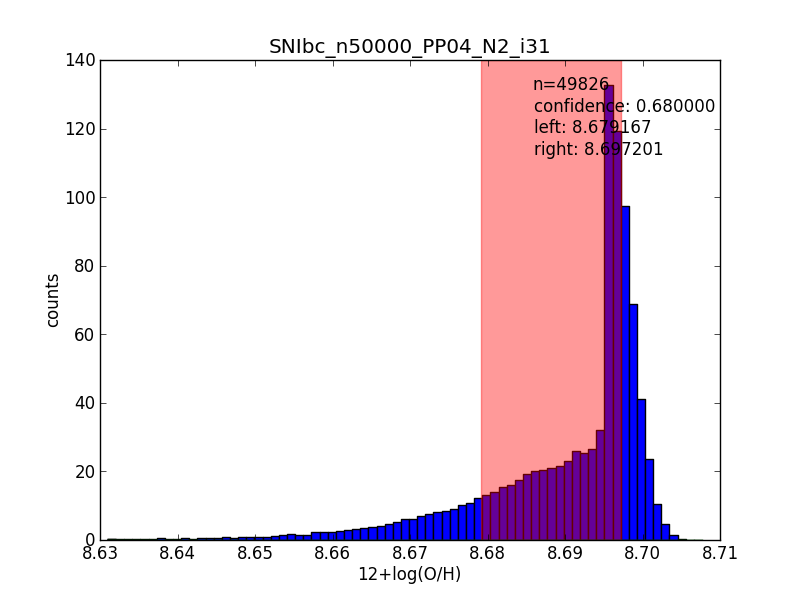 SNIbc_n50000_PP04_N2_i31
140
120
100
80
60
40
20
0
counts
n=49826
confidence: 0.680000
left: 8.679167
right: 8.697201
8.63 8.64 8.65 8.66 8.67 8.68 8.69 8.70 8.71
12+log(O/H)